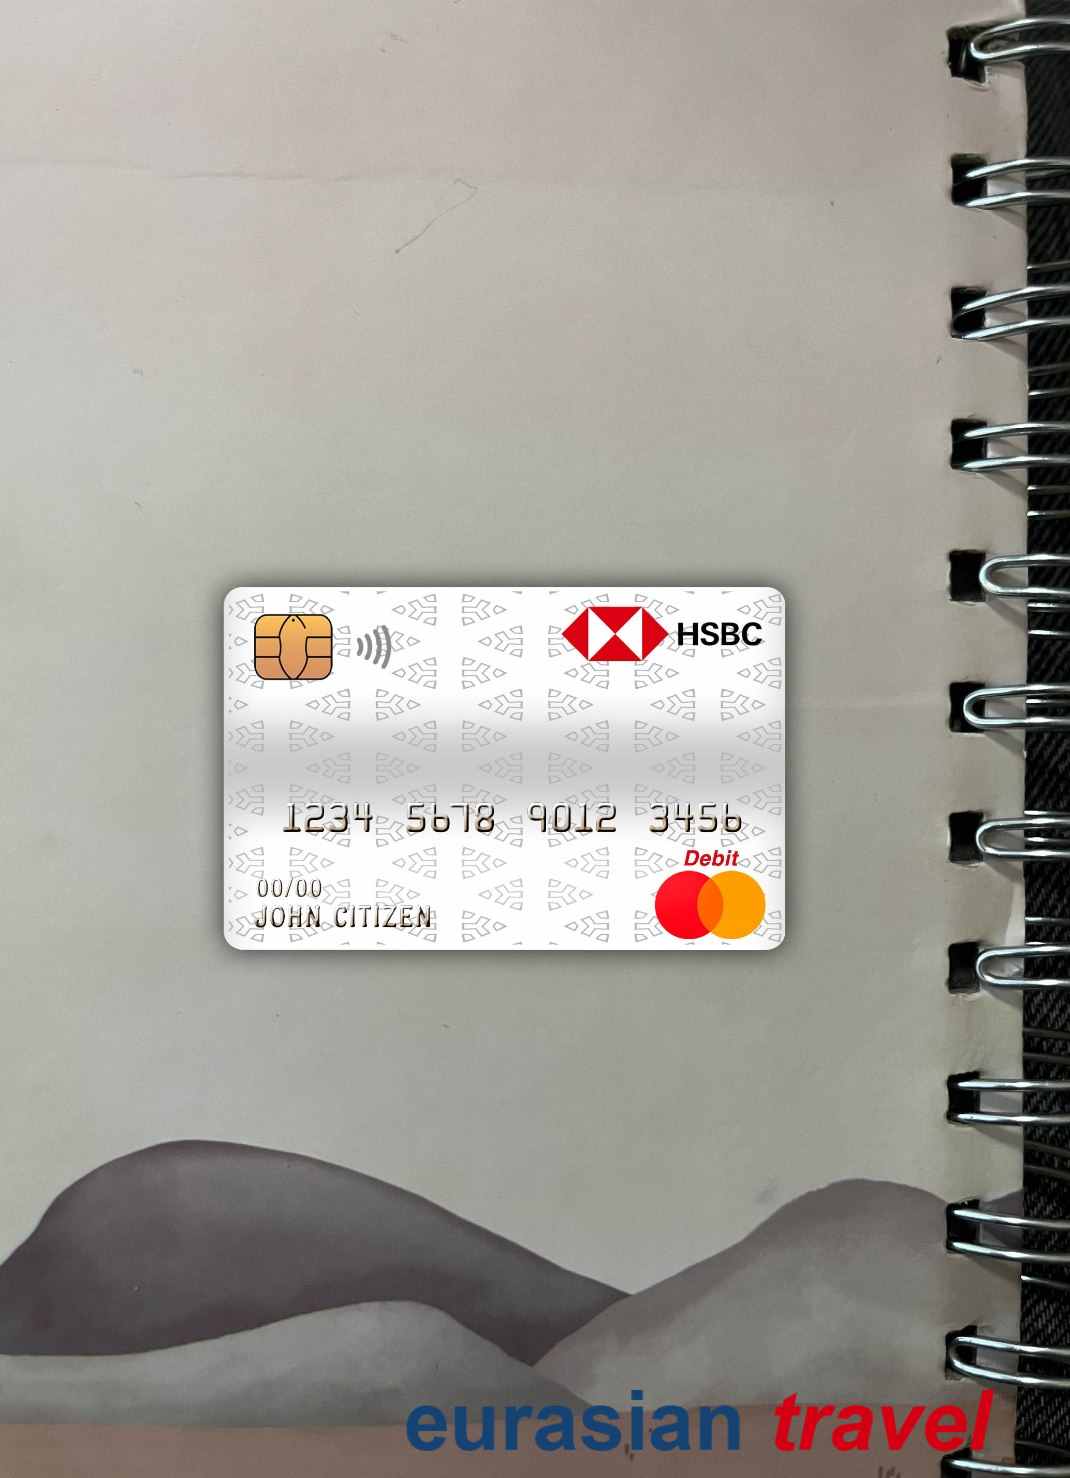 HSBC
1234 5678 9012 3456
Debit
00/00
JOHN CITIZEN
eurasian travel